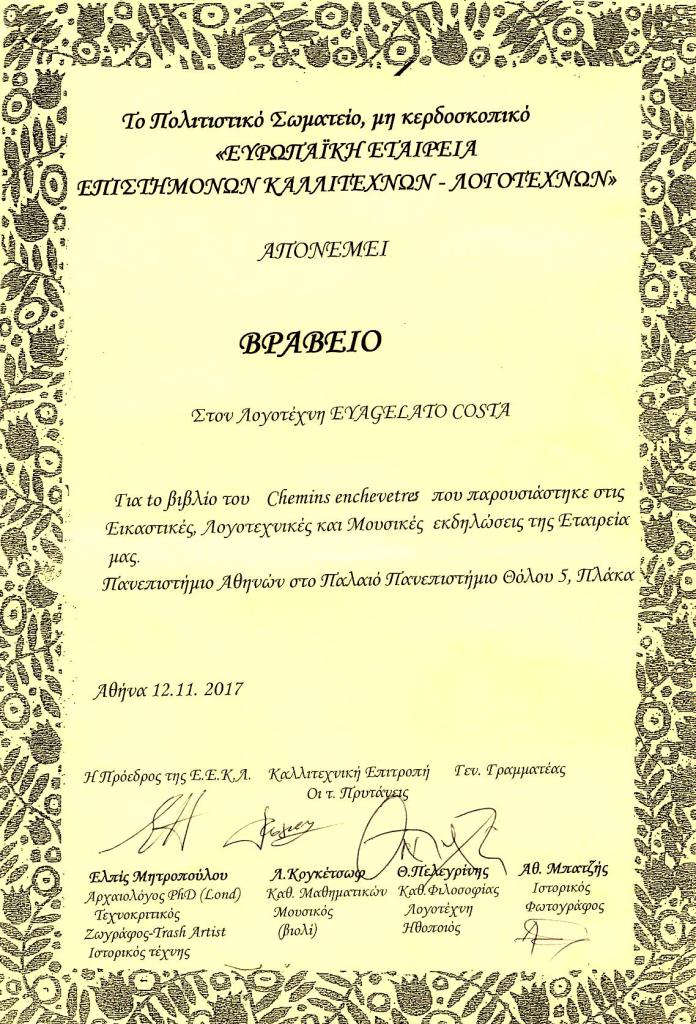 Το Πολιτιστικό Σωματείο, μη κερδοσκοπικό
«ΕΥΡΩΠΑΪΚΗ ΕΤΑΙΡΕΙΑ
ΕΠΙΣΤΗΜΟΝΩΝ ΚΑΛΛΙΤΕΧΝΩΝ - ΛΟΓΟΤΕΧΝΩΝ»
ΑΠΟΝΕΜΕΙ
ΒΡΑΒΕΙΟ
Στον Λογοτέχνη EYAGELATO COSTA
Για to βιβλίο του Chemins enchevetres που παρουσιάστηκε στις
Εικαστικές, Λογοτεχνικές και Μουσικές εκδηλώσεις της Εταιρεία
μας.
Πανεπιστήμιο Αθηνών στο Παλαιό Πανεπιστήμιο Θόλου 5, Πλάκα
Αθήνα 12.11. 2017
Η Πρόεδρος της Ε.Ε.Κ.Λ. Καλλιτεχνική Επιτροπή Γεν. Γραμματέας
Οι τ. Πρυτάνεις
Ελπίς Μητροπούλου Λ.Κργκέτσωφ Θ.Πελεγρίνης Αθ. Μπατζής
Αρχαιολόγος PhD (Lond) Καθ. Μαθηματικών Καθ.Φιλοσοφίας Ιστορικός
Τεχνοκριτικός Μουσικός Λογοτέχνη Φωτογράφος
Ζωγράφος-Trash Artist (βιολί) Ηθοποιός
Ιστορικός τέχνης